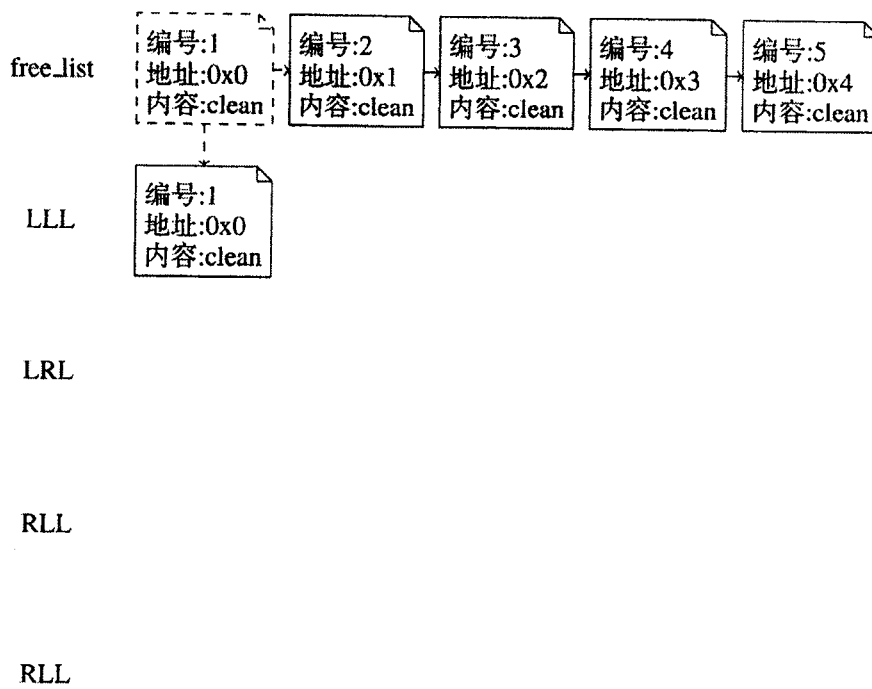 free_list
编号:1
地址:0x0
内容:clean
编号:2
地址:0x1
内容:clean
编号:3
地址:0x2
内容:clean
编号:4
地址:0x3
内容:clean
编号:5
地址:0x4
内容:clean
LLL
编号:1
地址:0x0
内容:clean
LRL
RLL
RLL